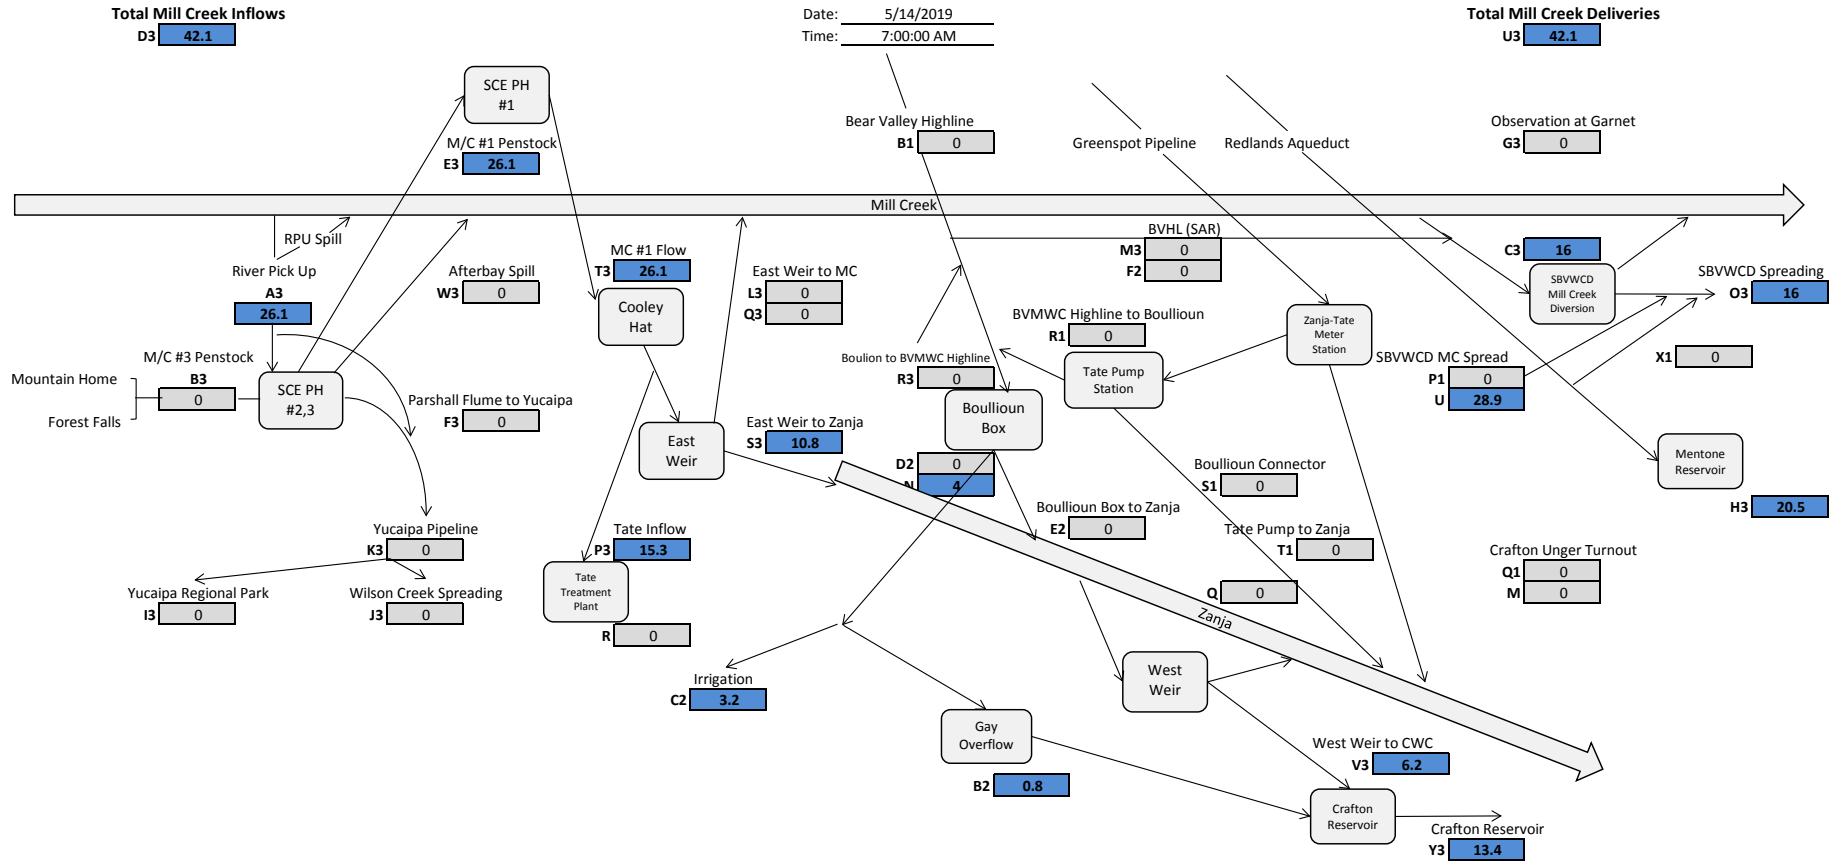 Total Mill Creek Inflows
D3 42.1
Date: 5/14/2019
Time: 7:00:00 AM
Total Mill Creek Deliveries
U3 42.1
SCE PH
#1
M/C #1 Penstock
E3 26.1
Bear Valley Highline
B1 0
Greenspot Pipeline
Redlands Aqueduct
Observation at Garnet
G3 0
Mill Creek
RPU Spill
River Pick Up
A3
26.1
Afterbay Spill
W3 0
MC #1 Flow
T3 26.1
Cooley
Hat
East Weir to MC
L3 0
Q3 0
BVHL (SAR)
M3 0
F2 0
C3 16
SBVWCD
Mill Creek
Diversion
SBVWCD Spreading
O3 16
BVMWC Highline to Boullioun
R1 0
Zanja-Tate
Meter
Station
Boulion to BVMWC Highline
R3 0
Tate Pump
Station
SBVWCD MC Spread
P1 0
U 28.9
X1 0
M/C #3 Penstock
B3
0
Mountain Home
Forest Falls
SCE PH
#2,3
Parshall Flume to Yucaipa
F3 0
East
Weir
East Weir to Zanja
S3 10.8
Boullioun
Box
D2 0
N 4
Boullioun Connector
S1 0
Mentone
Reservoir
H3 20.5
Boullioun Box to Zanja
E2 0
Yucaipa Pipeline
K3 0
Tate Inflow
P3 15.3
Tate
Treatment
Plant
R 0
Tate Pump to Zanja
T1 0
Crafton Unger Turnout
Q1 0
M 0
Yucaipa Regional Park
I3 0
Wilson Creek Spreading
J3 0
Q 0
Zanja
Irrigation
C2 3.2
West
Weir
Gay
Overflow
B2 0.8
West Weir to CWC
V3 6.2
Crafton
Reservoir
Crafton Reservoir
Y3 13.4